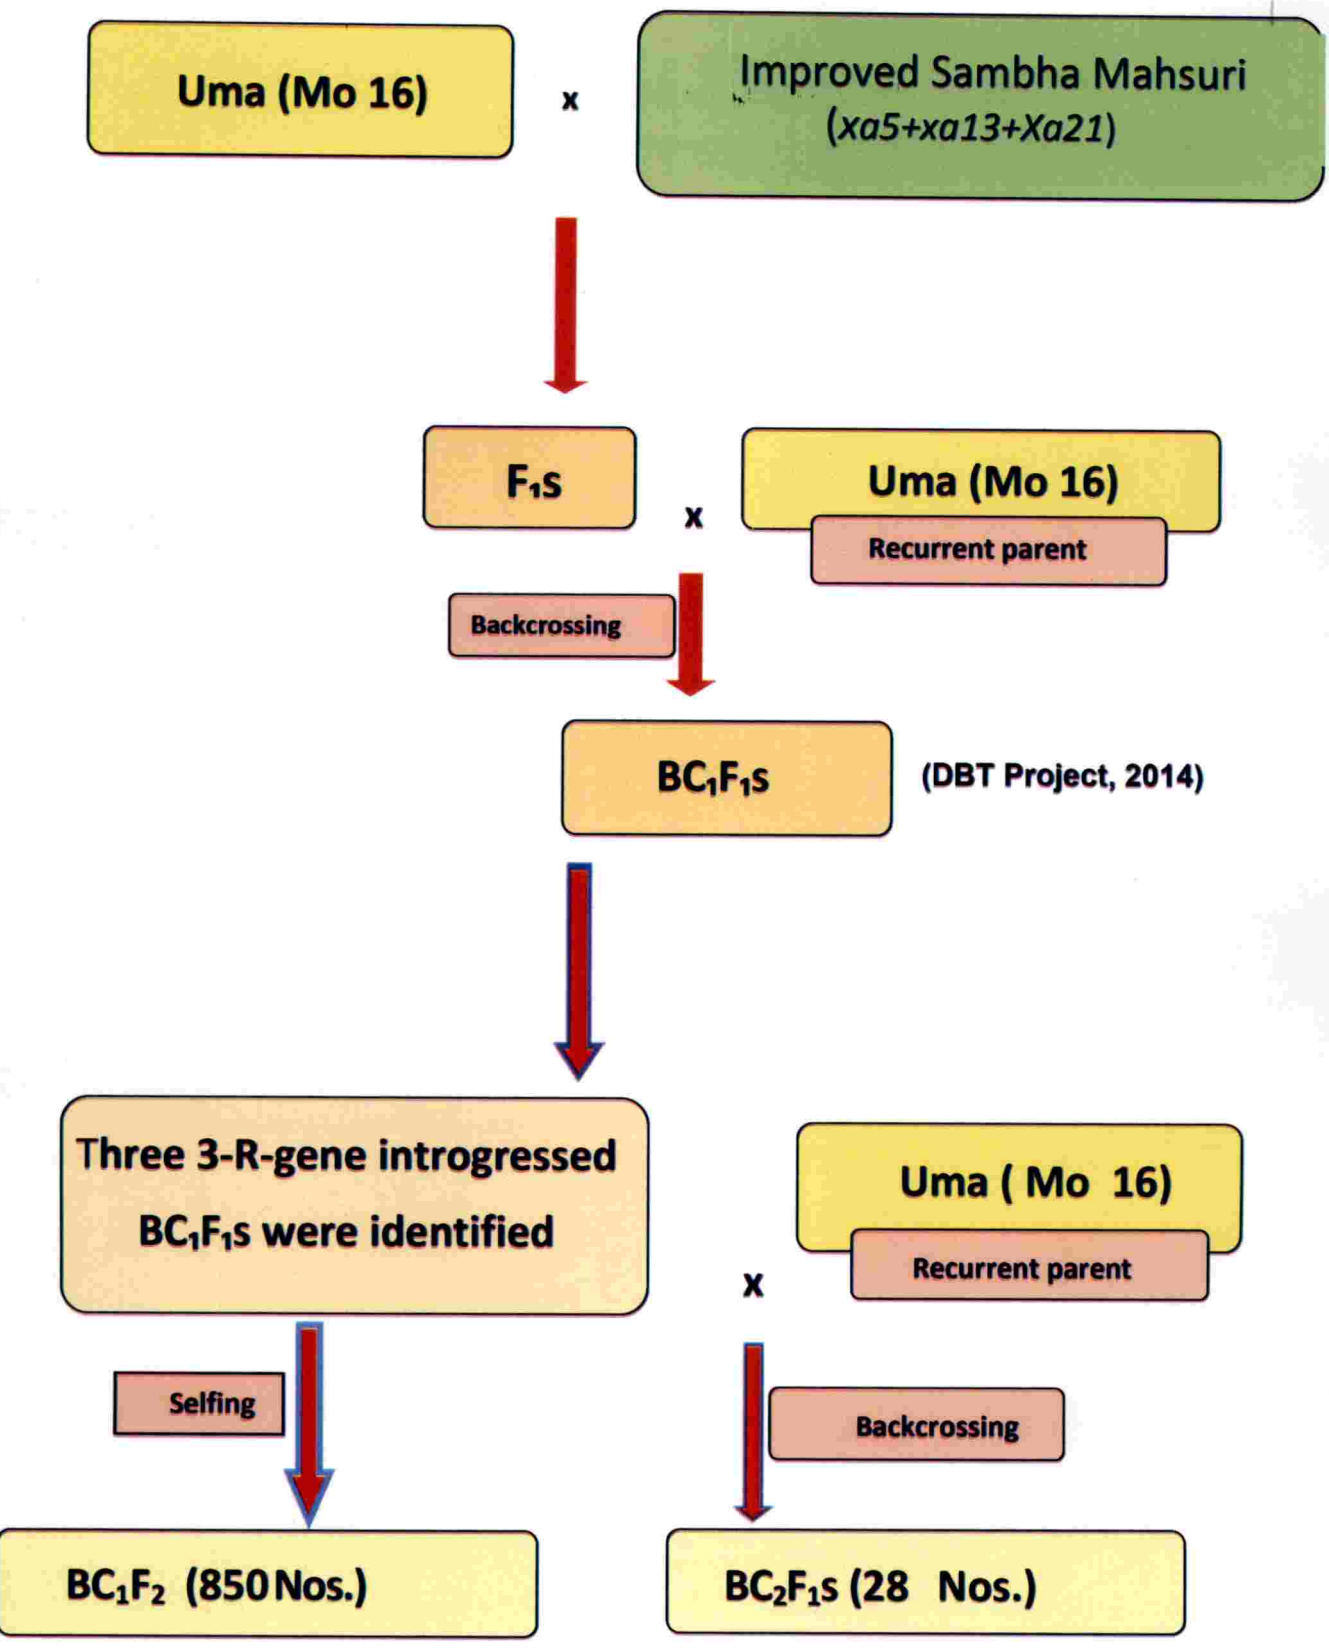 Uma (Mo 16)
x
Improved Sambha Mahsuri
(xa5+xa13+Xa21)
F₁s
x
Uma (Mo 16)
Recurrent parent
Backcrossing
BC₁F₁s
(DBT Project, 2014)
Three 3-R-gene introgressed
BC₁F₁s were identified
x
Uma ( Mo 16)
Recurrent parent
Selfing
Backcrossing
BC₁F₂ (850 Nos.)
BC₂F₁s (28 Nos.)